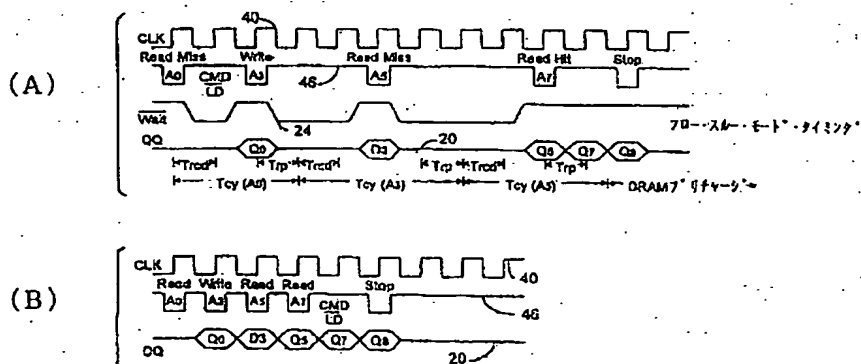 40
CLK
Read Miss Write Read Miss Read Hit Stop
(A)
A0 CMD A3 46 A5 A7
LD
Wait
24 フロー・スルー・モード・タイミング
DQ Q0 D3 20 Q5 Q7 Q8
Trcd Trp Trcd Trp Trcd Trp
Tcy (A0) Tcy (A3) Tcy (A5) DRAMプリチャージ
CLK 40
Read Write Read Read Stop
(B)
A0 A3 A5 A7 CMD 46
LD
DQ Q0 D3 Q5 Q7 Q8 20